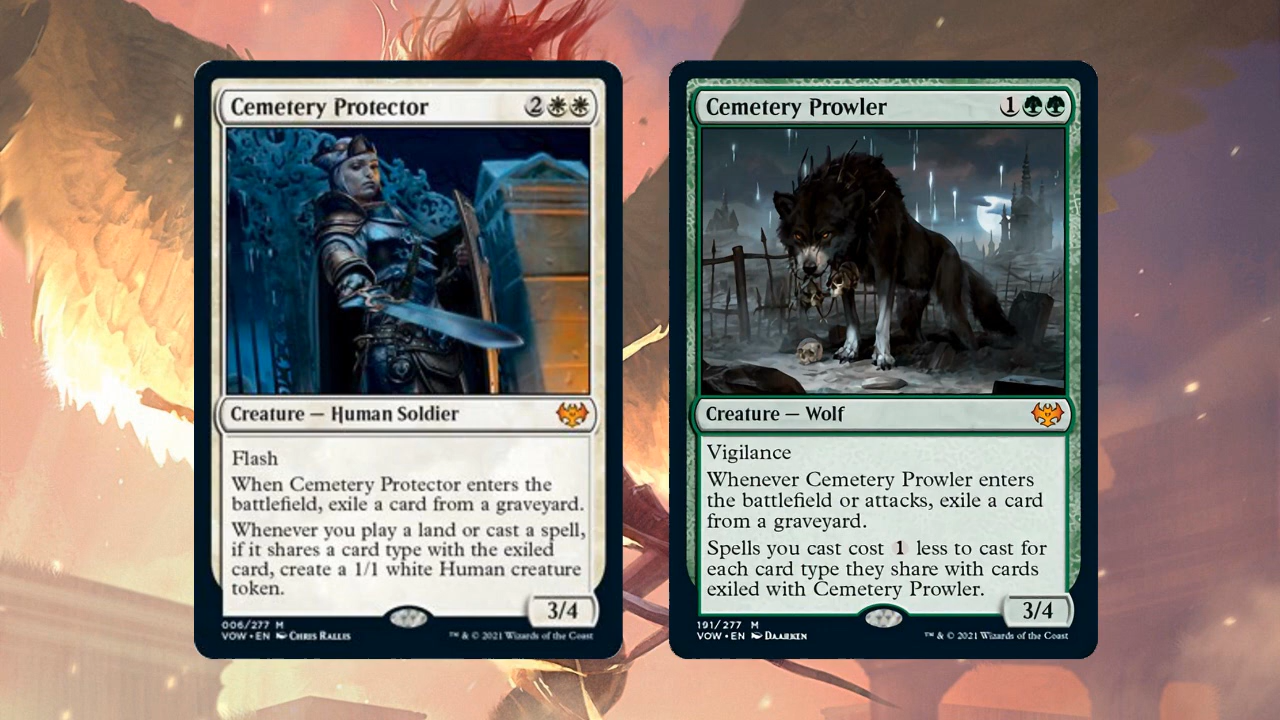 Cemetery Protector 2
Creature — Human Soldier
Flash
When Cemetery Protector enters the
battlefield, exile a card from a graveyard.
Whenever you play a land or cast a spell,
if it shares a card type with the exiled
card, create a 1/1 white Human creature
token.
3/4
006/277 M
VOW • EN Chris Rallis
™ & © 2021 Wizards of the Coast
Cemetery Prowler 1
Creature — Wolf
Vigilance
Whenever Cemetery Prowler enters
the battlefield or attacks, exile a card
from a graveyard.
Spells you cast cost 1 less to cast for
each card type they share with cards
exiled with Cemetery Prowler.
3/4
191/277 M
VOW • EN Daarken
™ & © 2021 Wizards of the Coast